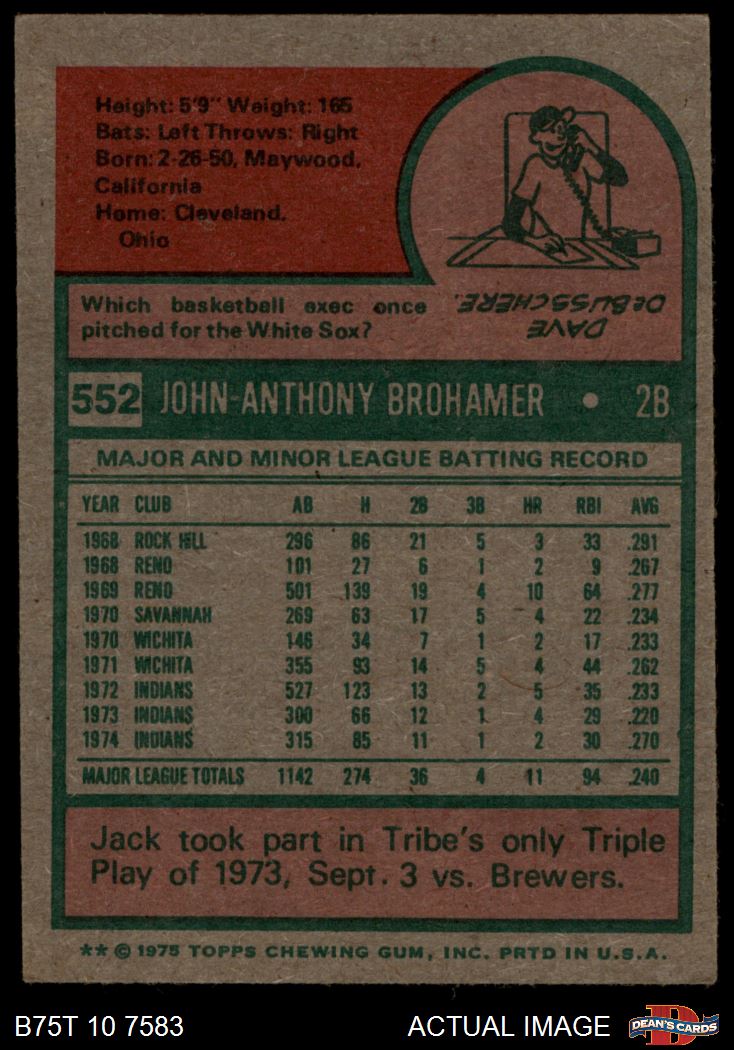 Height: 5'9" Weight: 165
Bats: Left Throws: Right
Born: 2-26-50, Maywood,
California
Home: Cleveland,
Ohio
Which basketball exec once
pitched for the White Sox?
DAVE
DeBUSSCHERE.
552 JOHN-ANTHONY BROHAMER • 2B
MAJOR AND MINOR LEAGUE BATTING RECORD
YEAR CLUB AB H 2B 3B HR RBI AVG
1968 ROCK HILL 296 86 21 5 3 33 .291
1968 RENO 101 27 6 1 2 9 .267
1969 RENO 501 139 19 4 10 64 .277
1970 SAVANNAH 269 63 17 5 4 22 .234
1970 WICHITA 146 34 7 1 2 17 .233
1971 WICHITA 355 93 14 5 4 44 .262
1972 INDIANS 527 123 13 2 5 35 .233
1973 INDIANS 300 66 12 1 4 29 .220
1974 INDIANS 315 85 11 1 2 30 .270
MAJOR LEAGUE TOTALS 1142 274 36 4 11 94 .240
Jack took part in Tribe's only Triple
Play of 1973, Sept. 3 vs. Brewers.
** © 1975 TOPPS CHEWING GUM, INC. PRTD IN U.S.A.
B75T 10 7583 ACTUAL IMAGE DEAN'S CARDS